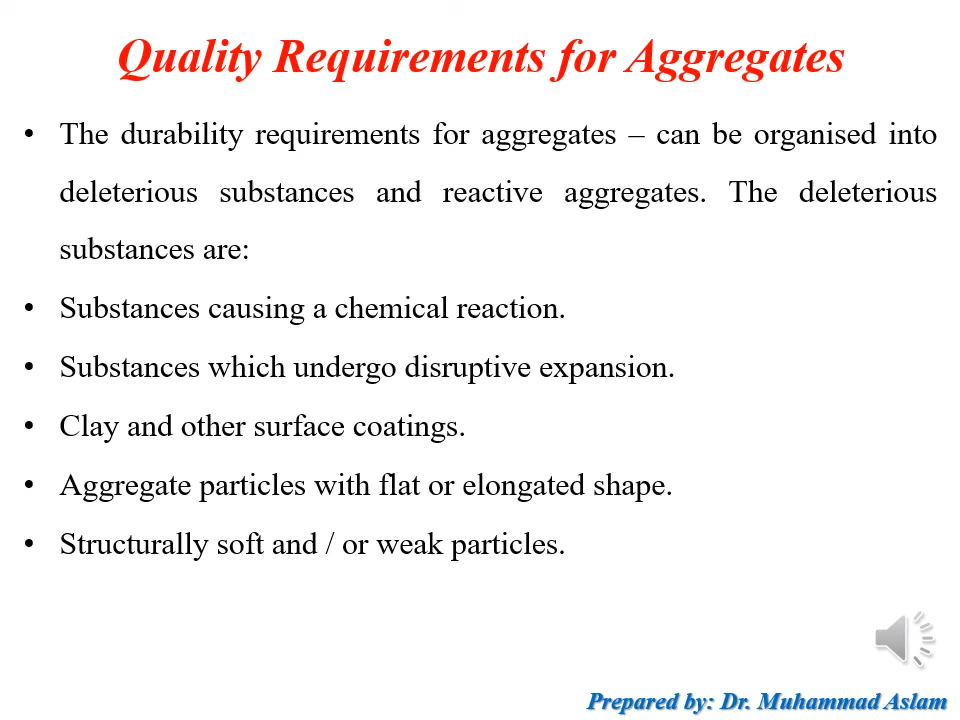 Quality Requirements for Aggregates
• The durability requirements for aggregates – can be organised into
deleterious substances and reactive aggregates. The deleterious
substances are:
• Substances causing a chemical reaction.
• Substances which undergo disruptive expansion.
• Clay and other surface coatings.
• Aggregate particles with flat or elongated shape.
• Structurally soft and / or weak particles.
Prepared by: Dr. Muhammad Aslam